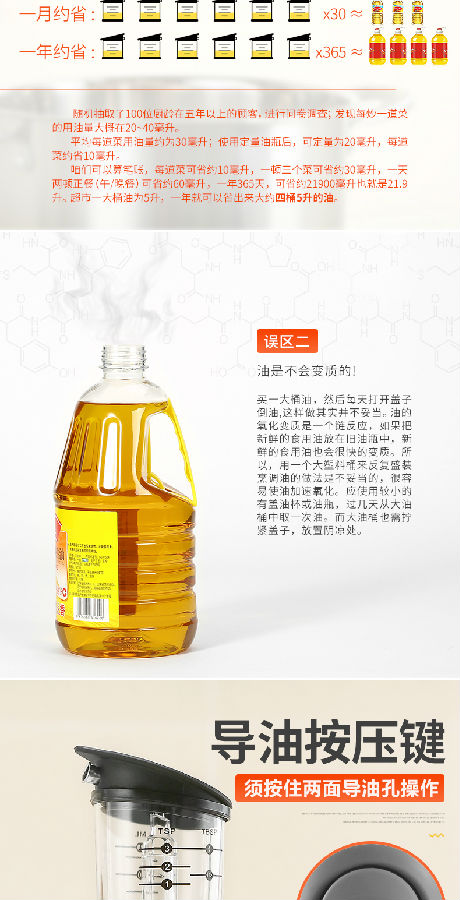 一月约省： x30 ≈
一年约省： x365 ≈
随机抽取了100位厨龄在五年以上的顾客，进行问卷调查；发现每炒一道菜
的用油量大概在20~40毫升。
平均每道菜用油量约为30毫升；使用定量油瓶后，可定量为20毫升，每道
菜约省10毫升。
咱们可以算笔账，每道菜可省约10毫升，一顿三个菜可省约30毫升，一天
两顿正餐（午/晚餐）可省约60毫升，一年365天，可省约21900毫升也就是21.9
升。超市一大桶油为5升，一年就可以省出来大约四桶5升的油。
误区二
油是不会变质的！
买一大桶油，然后每天打开盖子
倒油,这样做其实并不妥当。油的
氧化变质是一个链反应，如果把
新鲜的食用油放在旧油瓶中，新
鲜的食用油也会很快的变质。所
以，用一个大塑料桶来反复盛装
烹调油的做法是不妥当的，很容
易使油加速氧化。应使用较小的
有盖油杯或油瓶，过几天从大油
桶中取一次油。而大油桶也需拧
紧盖子，放置阴凉处。
导油按压键
须按住两面导油孔操作
TSP TBSP
3
2
1